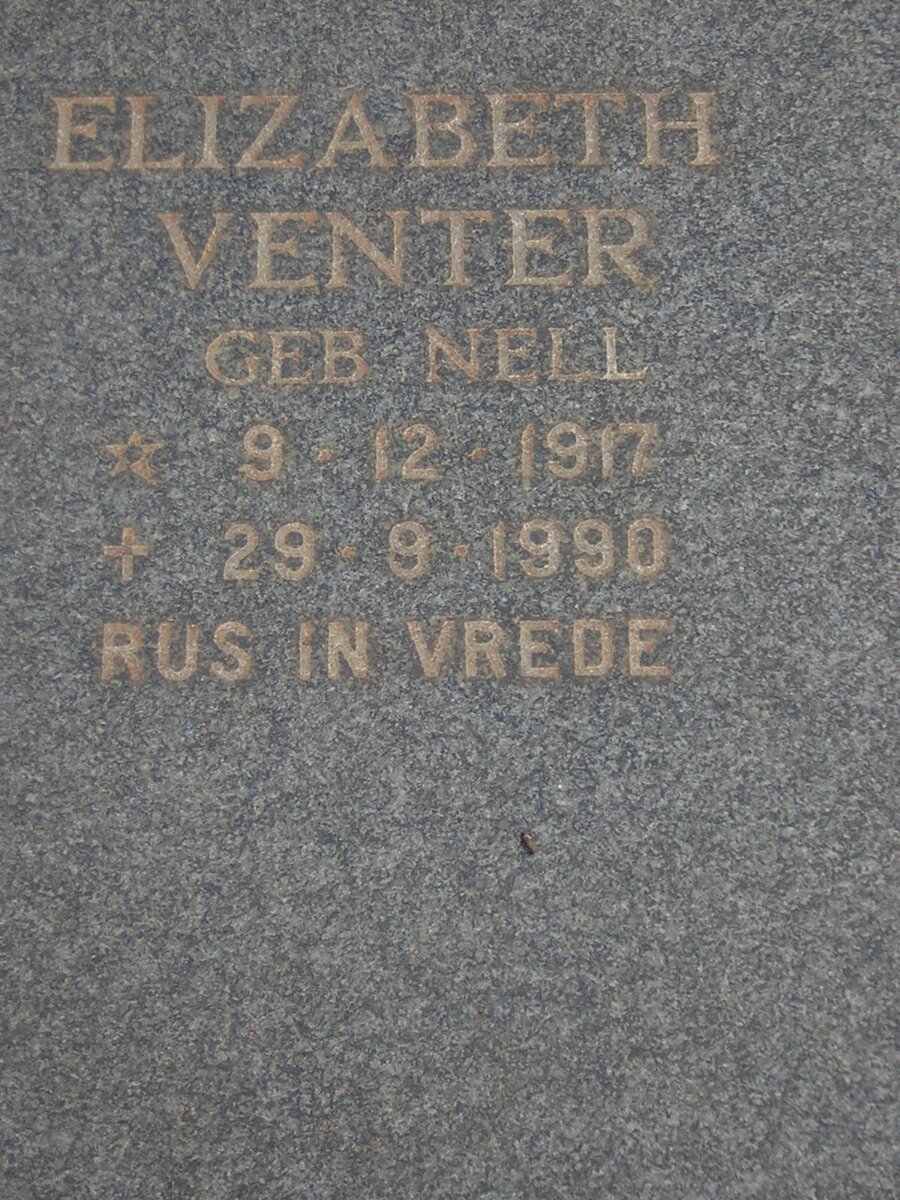 ELIZABETH
VENTER
GEB NELL
☆ 9 · 12 · 1917
+ 29 · 9 · 1990
RUS IN VREDE